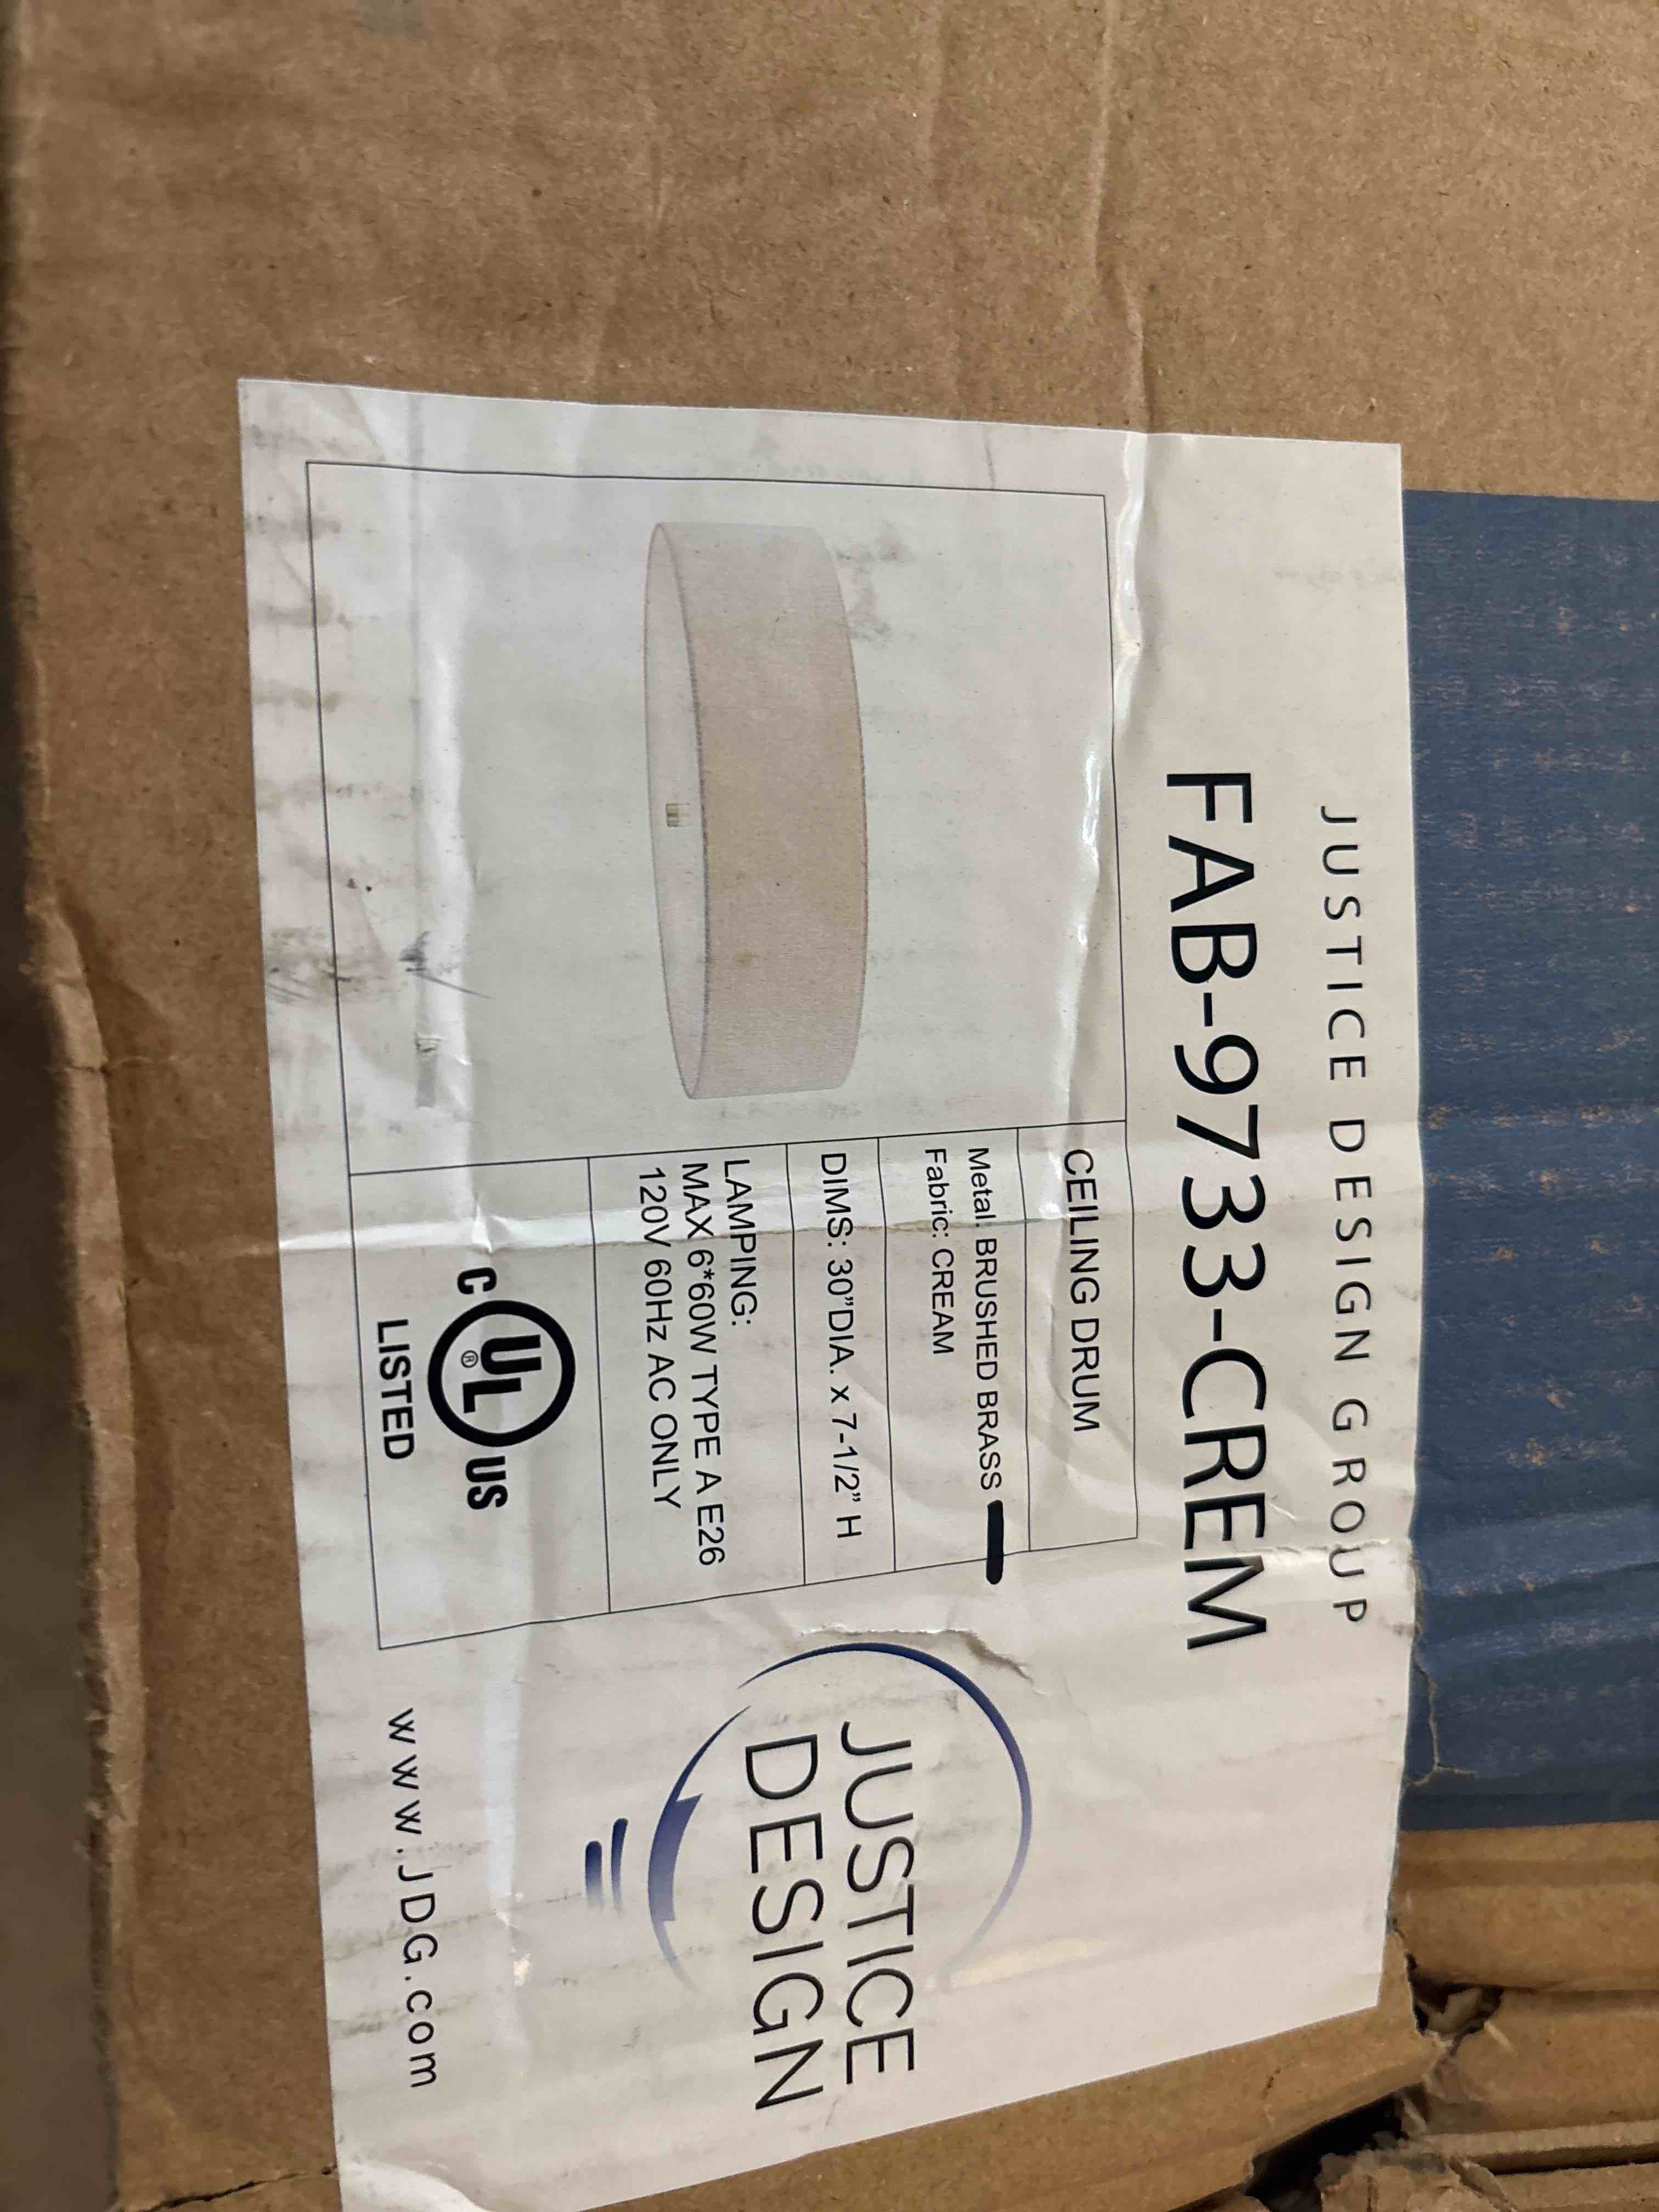 JUSTICE DESIGN GROUP
FAB-9733-CREM
CEILING DRUM
Metal: BRUSHED BRASS
Fabric: CREAM
DIMS: 30”DIA. x 7-1/2” H
LAMPING:
MAX 6*60W TYPE A E26
120V 60Hz AC ONLY
C UL ® US
LISTED
JUSTICE
DESIGN
www.JDG.com